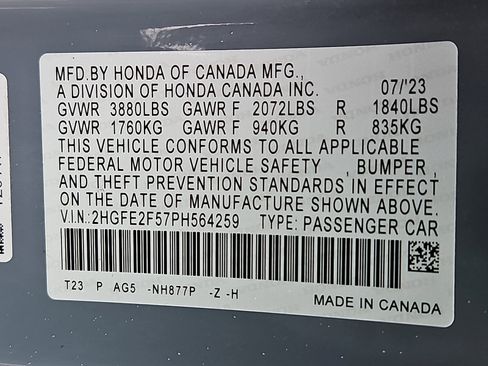 MFD.BY HONDA OF CANADA MFG.,
A DIVISION OF HONDA CANADA INC. 07/'23
GVWR 3880LBS GAWR F 2072LBS R 1840LBS
GVWR 1760KG GAWR F 940KG R 835KG
THIS VEHICLE CONFORMS TO ALL APPLICABLE
FEDERAL MOTOR VEHICLE SAFETY , BUMPER,
AND THEFT PREVENTION STANDARDS IN EFFECT
ON THE DATE OF MANUFACTURE SHOWN ABOVE.
V.I.N.: 2HGFE2F57PH564259 TYPE: PASSENGER CAR
T23 P AG5 -NH877P -Z -H
MADE IN CANADA